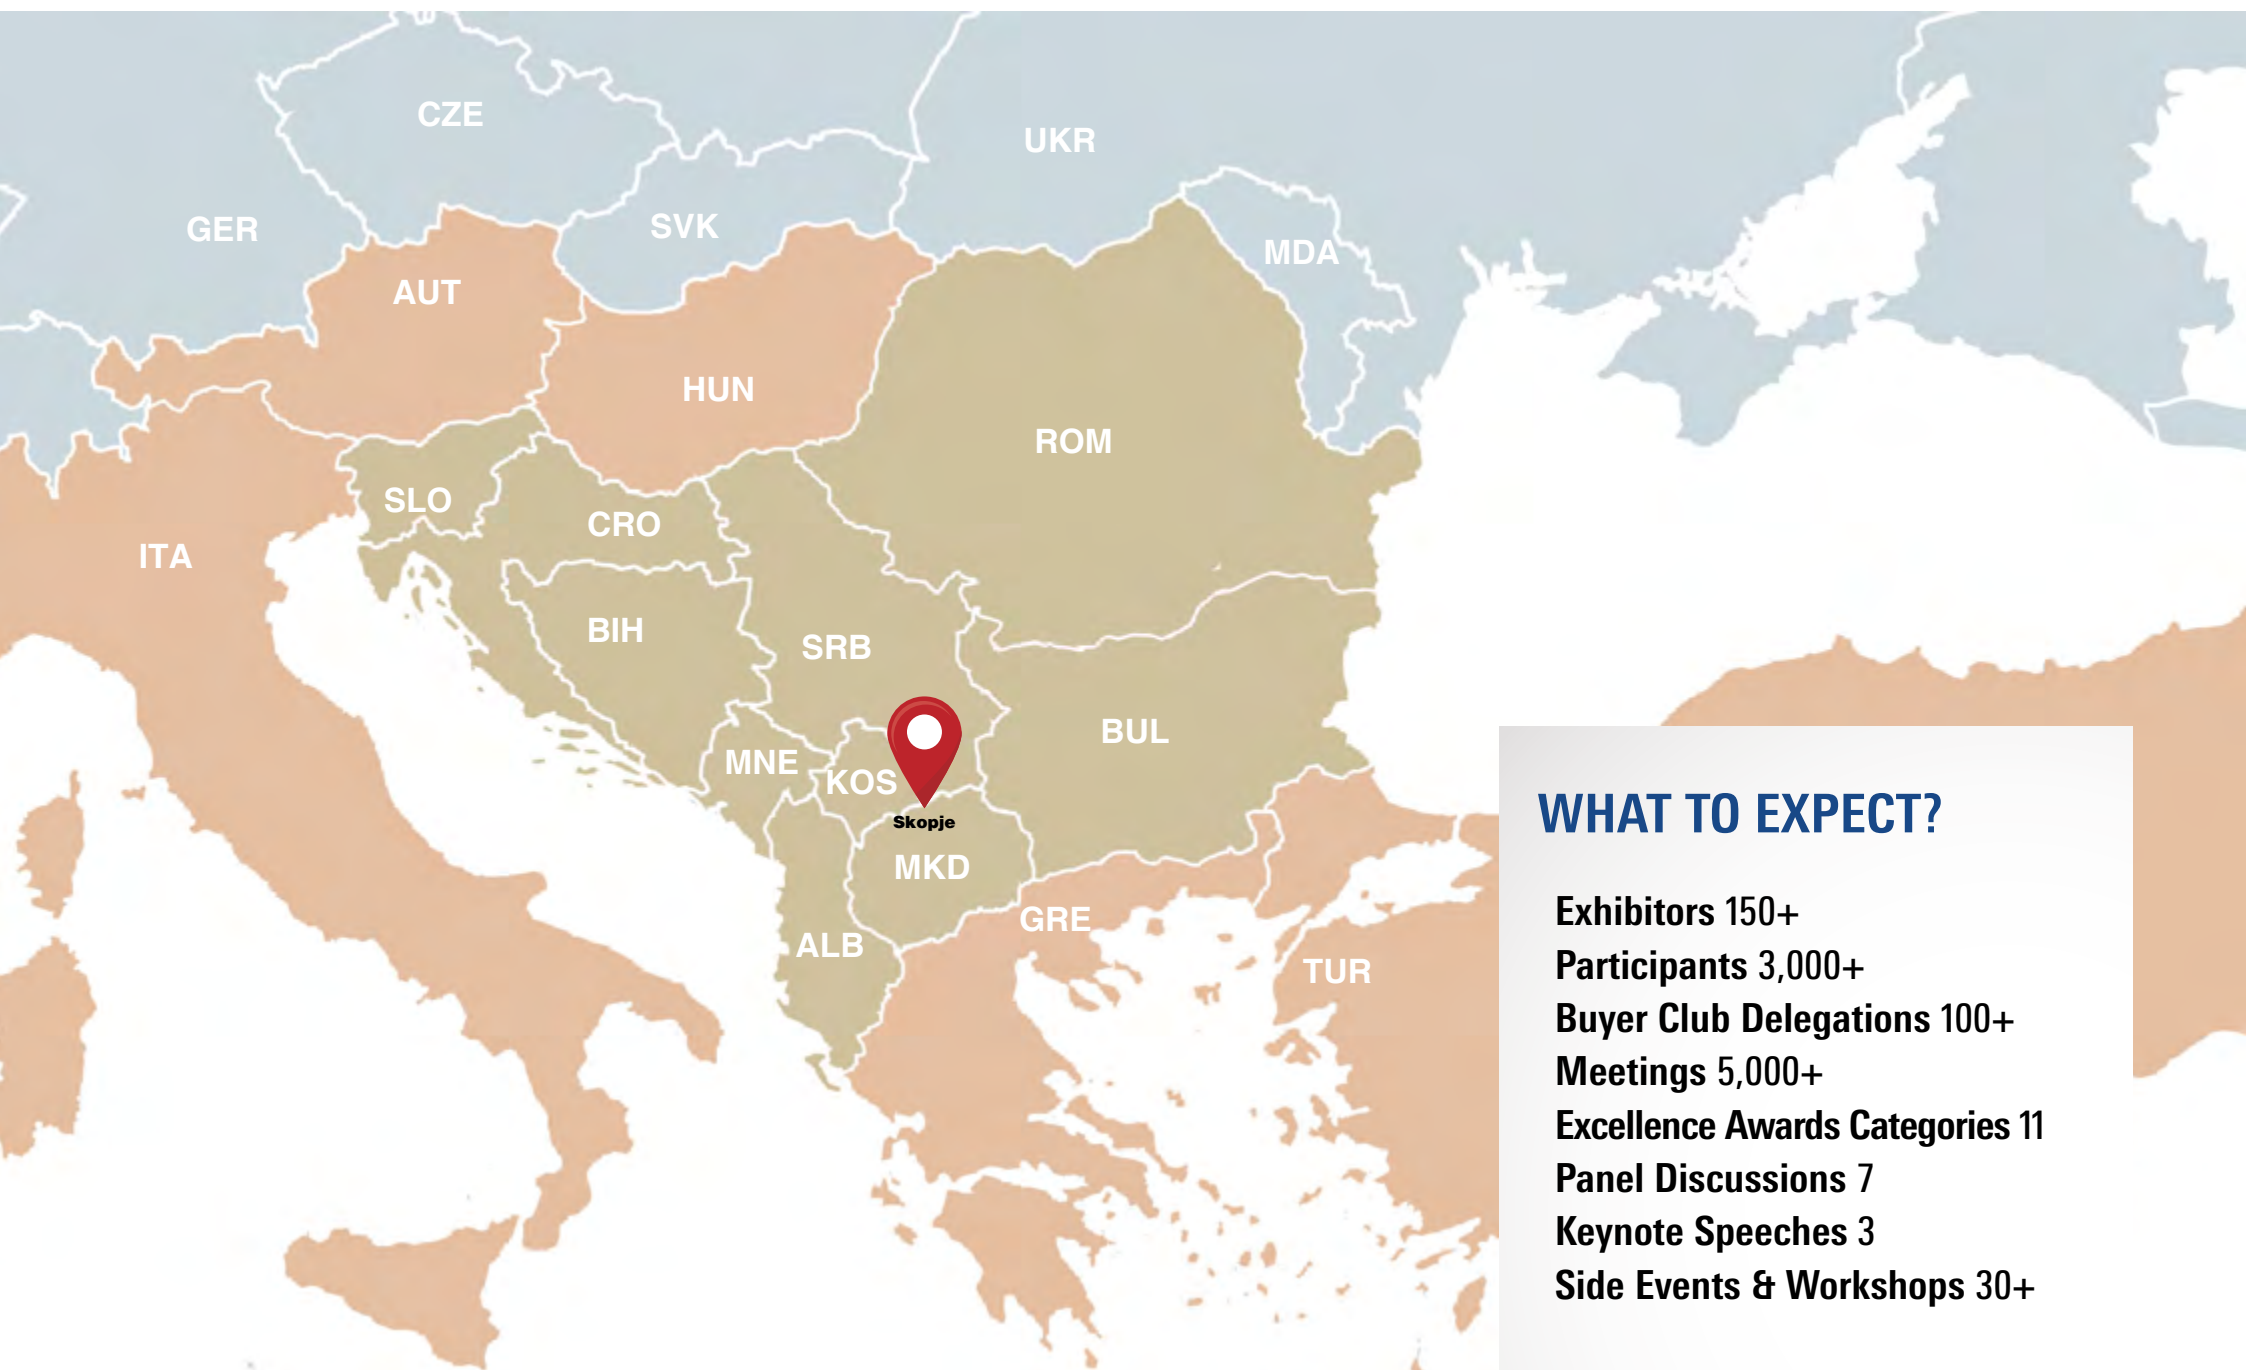 CZE
UKR
GER
SVK
MDA
AUT
HUN
ROM
SLO
CRO
ITA
BIH
SRB
BUL
MNE
KOS
Skopje
MKD
GRE
ALB
TUR
WHAT TO EXPECT?
Exhibitors 150+
Participants 3,000+
Buyer Club Delegations 100+
Meetings 5,000+
Excellence Awards Categories 11
Panel Discussions 7
Keynote Speeches 3
Side Events & Workshops 30+